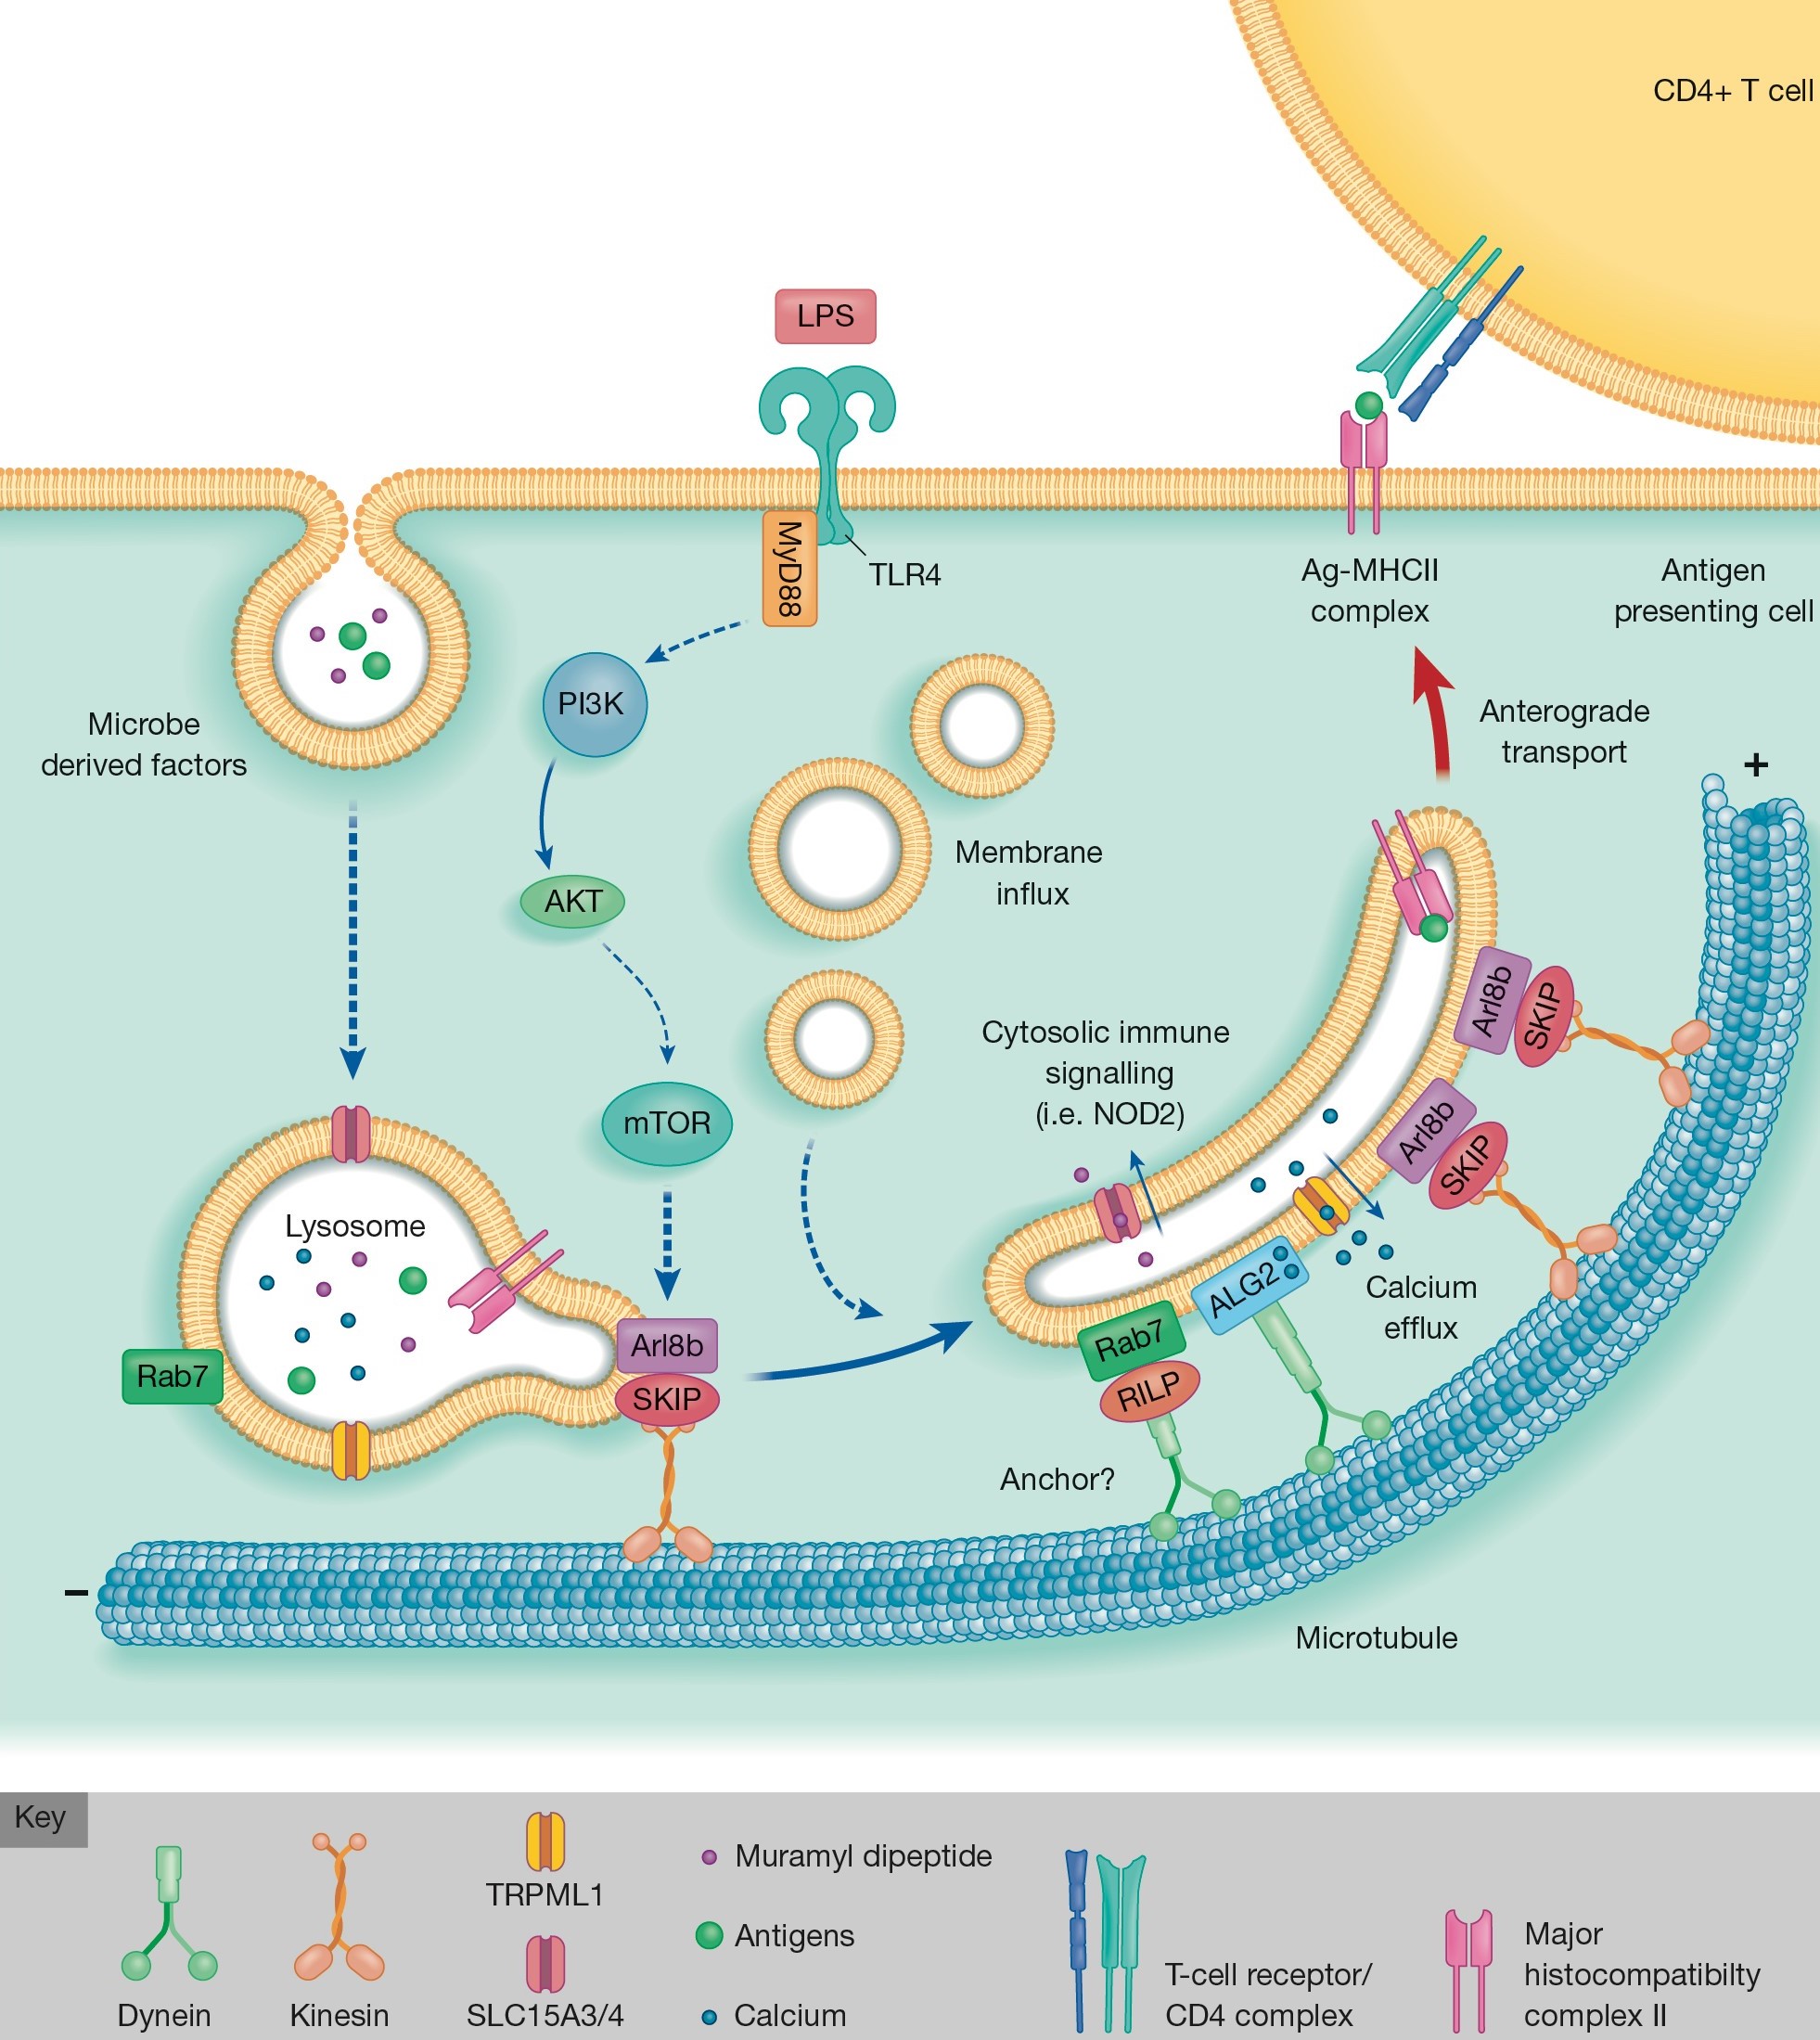 CD4+ T cell
LPS
MyD88
TLR4
Ag-MHCII
complex
Antigen
presenting cell
PI3K
Microbe
derived factors
Anterograde
transport
+
AKT
Membrane
influx
Cytosolic immune
signalling
(i.e. NOD2)
mTOR
Arl8b
SKIP
Arl8b
SKIP
Lysosome
Rab7
Arl8b
SKIP
ALG2
Calcium
efflux
Rab7
RILP
Anchor?
–
Microtubule
Key
Dynein
Kinesin
TRPML1
SLC15A3/4
Muramyl dipeptide
Antigens
Calcium
T-cell receptor/
CD4 complex
Major
histocompatibilty
complex II